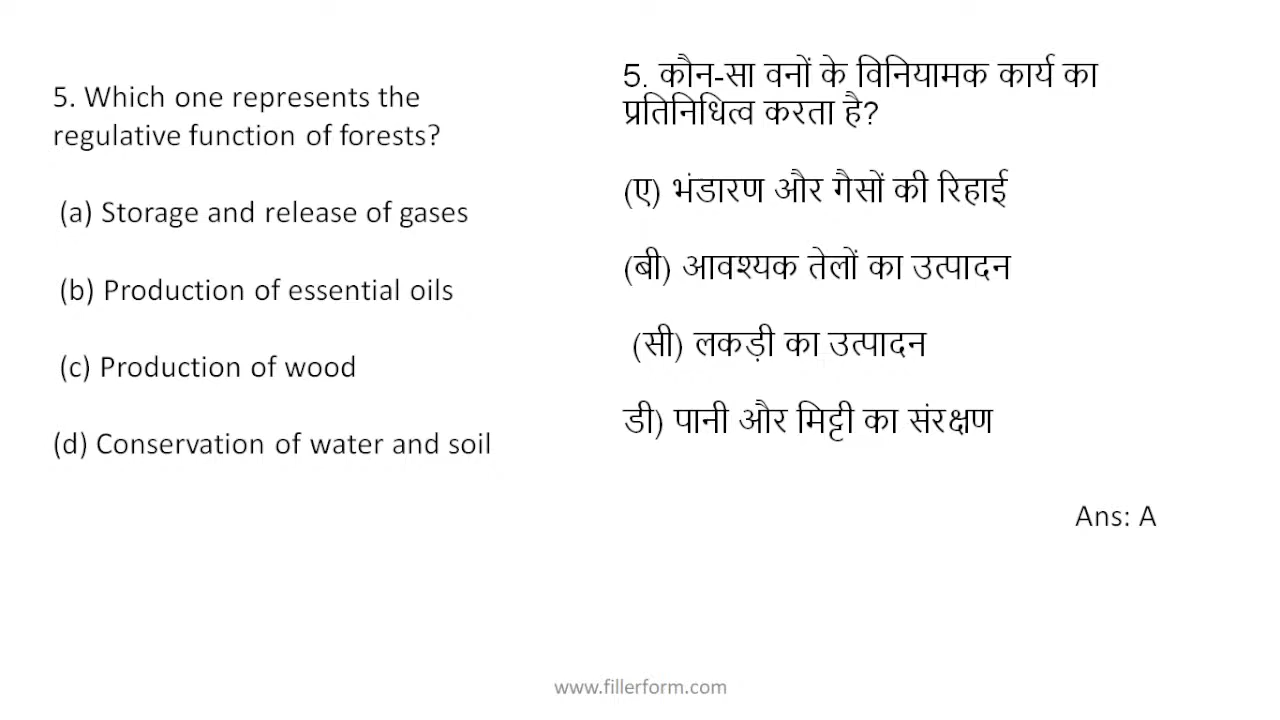 5. Which one represents the
regulative function of forests?
(a) Storage and release of gases
(b) Production of essential oils
(c) Production of wood
(d) Conservation of water and soil
5. कौन-सा वनों के विनियामक कार्य का
प्रतिनिधित्व करता है?
(ए) भंडारण और गैसों की रिहाई
(बी) आवश्यक तेलों का उत्पादन
(सी) लकड़ी का उत्पादन
डी) पानी और मिट्टी का संरक्षण
Ans: A
www.fillerform.com